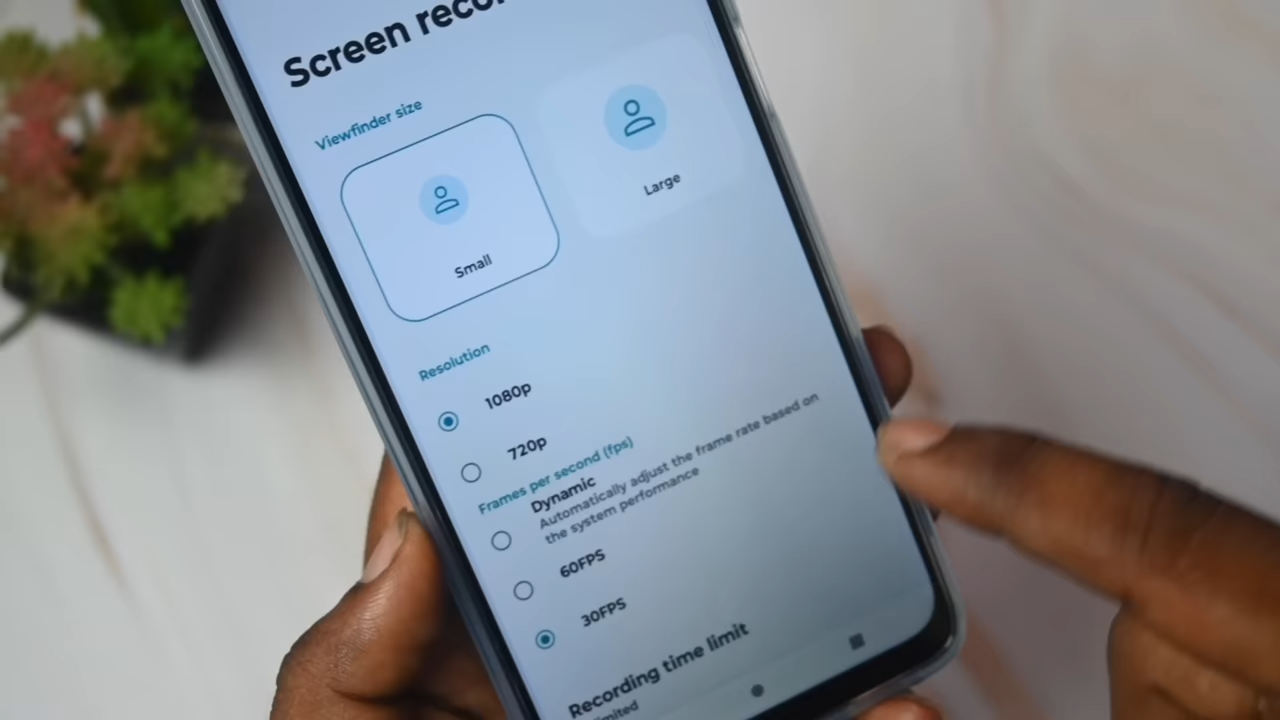 Screen
Viewfinder size
Small
Large
Resolution
1080p
720p
Frames per second (fps)
Dynamic
Automatically adjust the frame rate based on
the system performance
60FPS
30FPS
Recording time limit